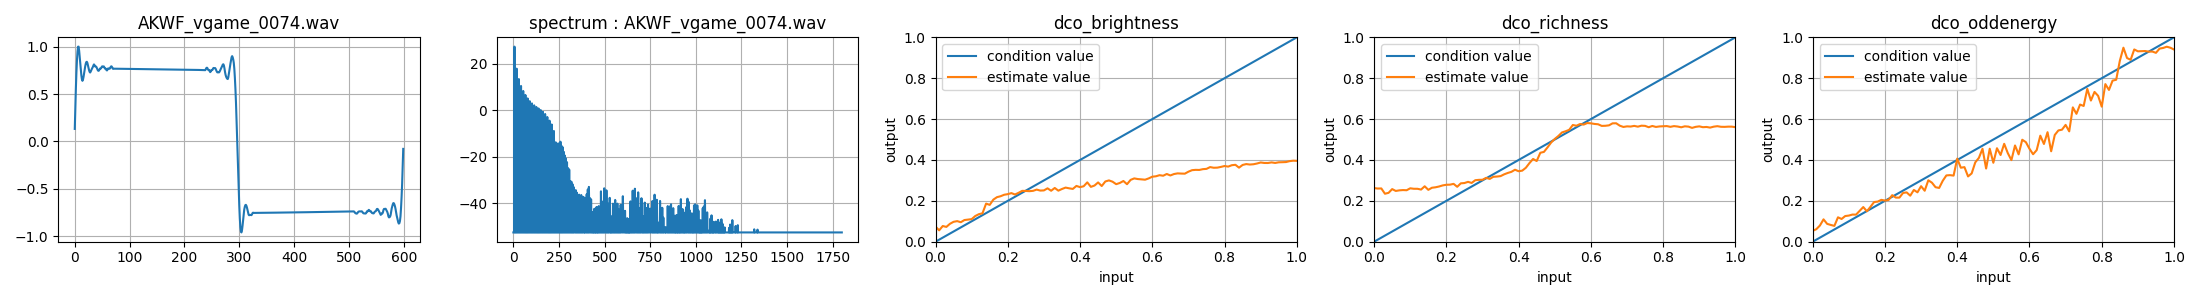 AKWF_vgame_0074.wav
1.0
0.5
0.0
−0.5
−1.0
0 100 200 300 400 500 600
spectrum : AKWF_vgame_0074.wav
20
0
−20
−40
0 250 500 750 1000 1250 1500 1750
dco_brightness
condition value
estimate value
output
1.0
0.8
0.6
0.4
0.2
0.0
0.0 0.2 0.4 0.6 0.8 1.0
input
dco_richness
condition value
estimate value
output
1.0
0.8
0.6
0.4
0.2
0.0
0.0 0.2 0.4 0.6 0.8 1.0
input
dco_oddenergy
condition value
estimate value
output
1.0
0.8
0.6
0.4
0.2
0.0
0.0 0.2 0.4 0.6 0.8 1.0
input